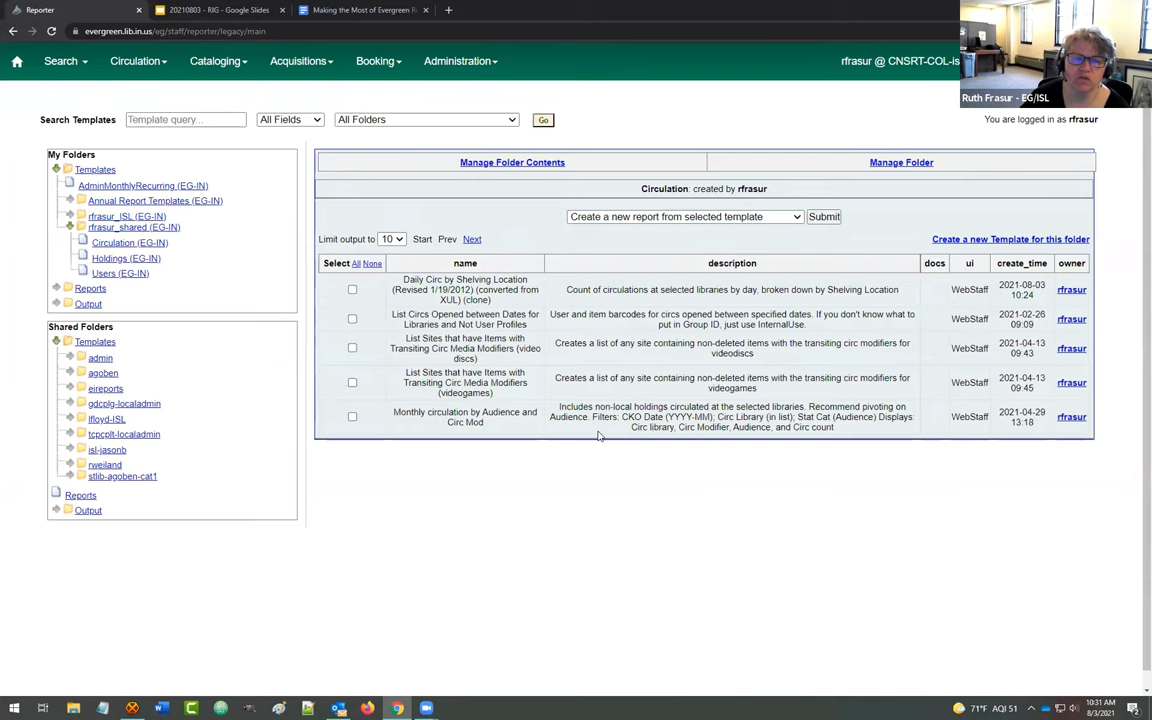 Reporter
20210803 - RIG - Google Slides
Making the Most of Evergreen R
evergreen.lib.in.us/eg/staff/reporter/legacy/main
Search
Circulation
Cataloging
Acquisitions
Booking
Administration
rfrasur @ CNSRT-COL-is
Ruth Frasur - EG/ISL
Search Templates
Template query...
All Fields
All Folders
Go
You are logged in as rfrasur
My Folders
Templates
AdminMonthlyRecurring (EG-IN)
Annual Report Templates (EG-IN)
rfrasur_ISL (EG-IN)
rfrasur_shared (EG-IN)
Circulation (EG-IN)
Holdings (EG-IN)
Users (EG-IN)
Reports
Output
Shared Folders
Templates
admin
agoben
eireports
gdcplg-localadmin
lfloyd-ISL
tcpcplt-localadmin
isl-jasonb
rweiland
stlib-agoben-cat1
Reports
Output
Manage Folder Contents
Manage Folder
Circulation: created by rfrasur
Create a new report from selected template
Submit
Limit output to 10 Start Prev Next
Create a new Template for this folder
Select All None name description docs ui create_time owner
Daily Circ by Shelving Location
(Revised 1/19/2012) (converted from
XUL) (clone)
Count of circulations at selected libraries by day, broken down by Shelving Location
WebStaff
2021-08-03
10:24
rfrasur
List Circs Opened between Dates for
Libraries and Not User Profiles
User and item barcodes for circs opened between specified dates. If you don't know what to
put in Group ID, just use InternalUse.
WebStaff
2021-02-26
09:09
rfrasur
List Sites that have Items with
Transiting Circ Media Modifiers (video
discs)
Creates a list of any site containing non-deleted items with the transiting circ modifiers for
videodiscs
WebStaff
2021-04-13
09:43
rfrasur
List Sites that have Items with
Transiting Circ Media Modifiers
(videogames)
Creates a list of any site containing non-deleted items with the transiting circ modifiers for
videogames
WebStaff
2021-04-13
09:45
rfrasur
Monthly circulation by Audience and
Circ Mod
Includes non-local holdings circulated at the selected libraries. Recommend pivoting on
Audience. Filters: CKO Date (YYYY-MM); Circ Library (in list); Stat Cat (Audience) Displays:
Circ library, Circ Modifier, Audience, and Circ count
WebStaff
2021-04-29
13:18
rfrasur
71°F AQI 51
10:31 AM
8/3/2021
2